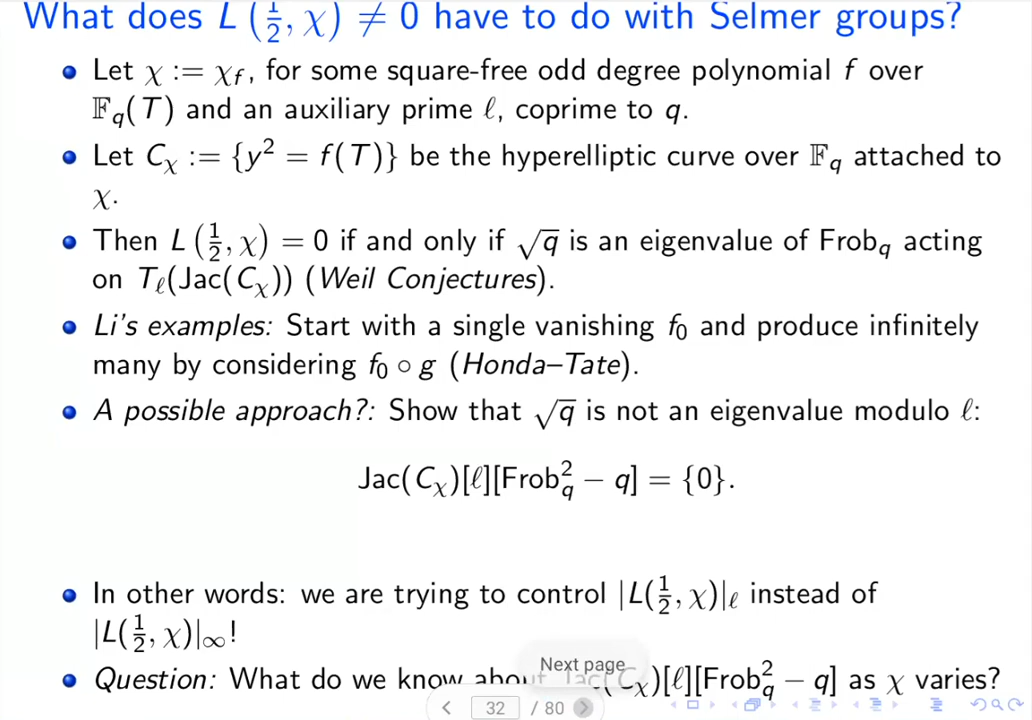 What does L(½, χ) ≠ 0 have to do with Selmer groups?
Let χ := χ_f, for some square-free odd degree polynomial f over
𝔽_q(T) and an auxiliary prime ℓ, coprime to q.
Let C_χ := {y² = f(T)} be the hyperelliptic curve over 𝔽_q attached to
χ.
Then L(½, χ) = 0 if and only if √q is an eigenvalue of Frob_q acting
on T_ℓ(Jac(C_χ)) (Weil Conjectures).
Li's examples: Start with a single vanishing f₀ and produce infinitely
many by considering f₀ ∘ g (Honda–Tate).
A possible approach?: Show that √q is not an eigenvalue modulo ℓ:
Jac(C_χ)[ℓ][Frob_q² − q] = {0}.
In other words: we are trying to control |L(½, χ)|_ℓ instead of
|L(½, χ)|_∞!
Next page
Question: What do we know about Jac(C_χ)[ℓ][Frob_q² − q] as χ varies?
32 / 80